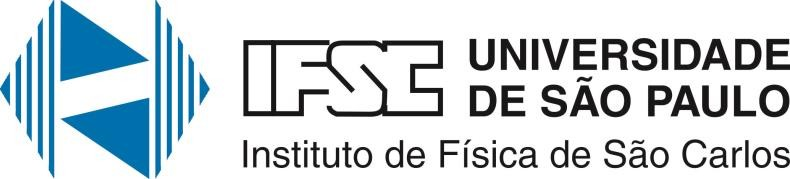 IFSC
UNIVERSIDADE
DE SÃO PAULO
Instituto de Física de São Carlos